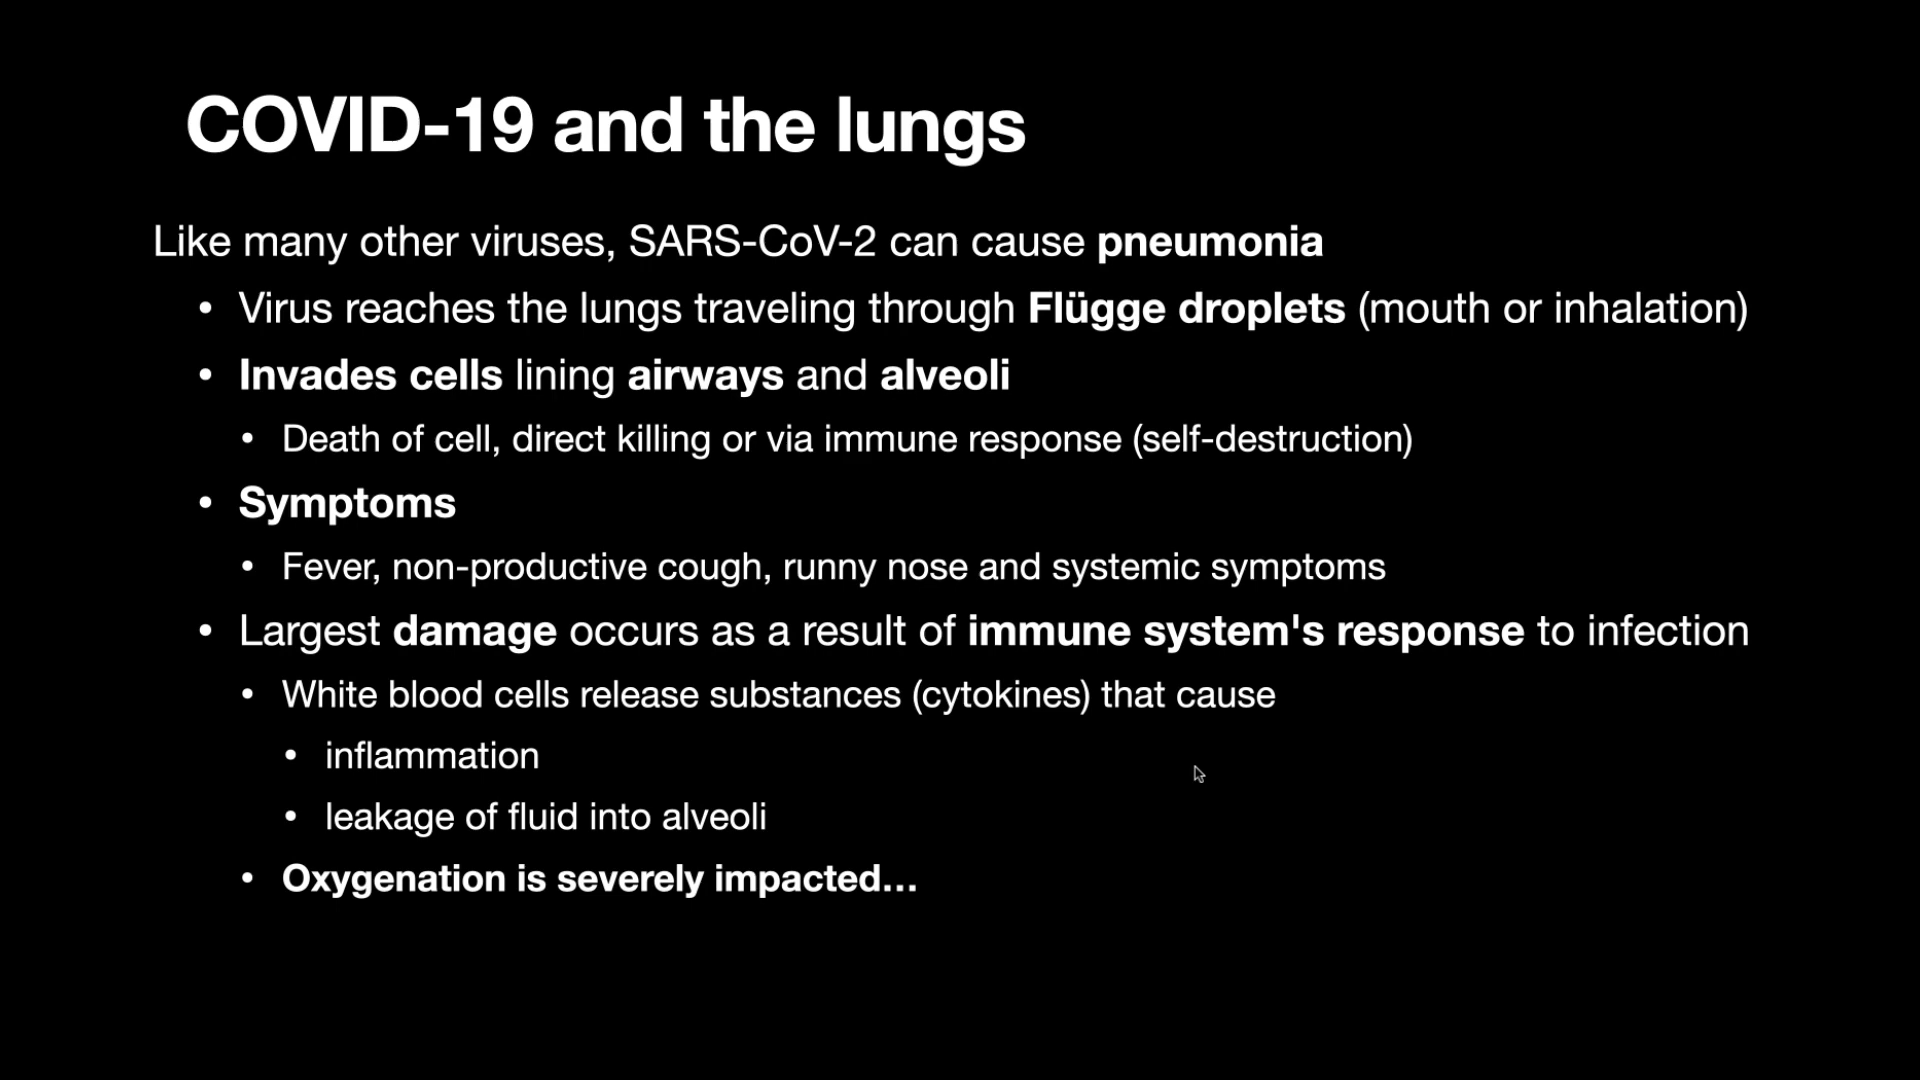 COVID-19 and the lungs
Like many other viruses, SARS-CoV-2 can cause pneumonia
• Virus reaches the lungs traveling through Flügge droplets (mouth or inhalation)
• Invades cells lining airways and alveoli
• Death of cell, direct killing or via immune response (self-destruction)
• Symptoms
• Fever, non-productive cough, runny nose and systemic symptoms
• Largest damage occurs as a result of immune system's response to infection
• White blood cells release substances (cytokines) that cause
• inflammation
• leakage of fluid into alveoli
• Oxygenation is severely impacted...